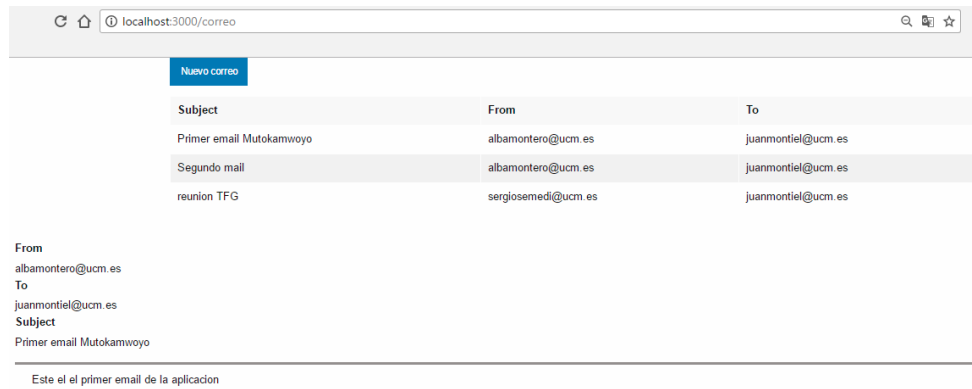 localhost:3000/correo
Nuevo correo
Subject From To
Primer email Mutokamwoyo albamontero@ucm.es juanmontiel@ucm.es
Segundo mail albamontero@ucm.es juanmontiel@ucm.es
reunion TFG sergiosemedi@ucm.es juanmontiel@ucm.es
From
albamontero@ucm.es
To
juanmontiel@ucm.es
Subject
Primer email Mutokamwoyo
Este el el primer email de la aplicacion